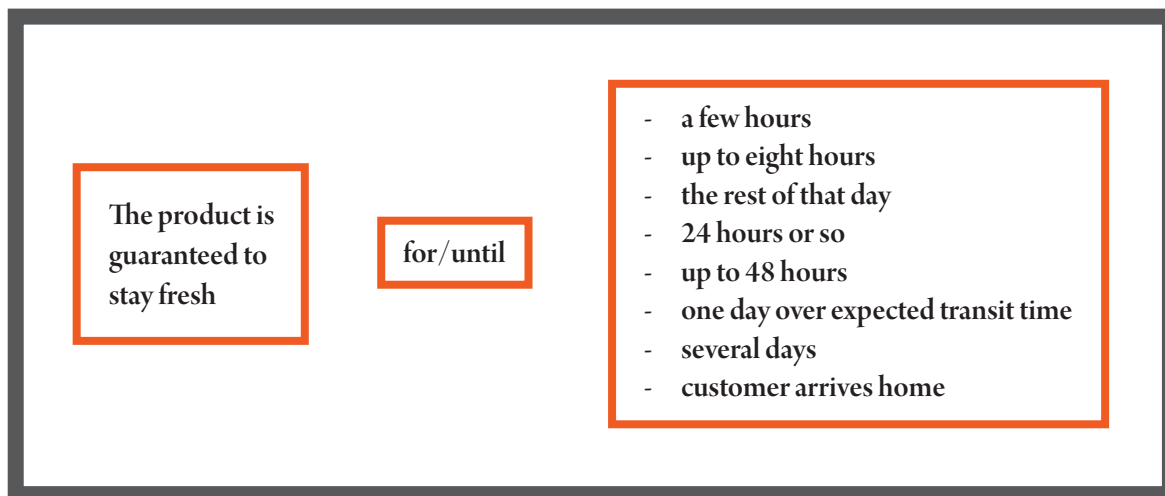 The product is
guaranteed to
stay fresh
for/until
- a few hours
- up to eight hours
- the rest of that day
- 24 hours or so
- up to 48 hours
- one day over expected transit time
- several days
- customer arrives home